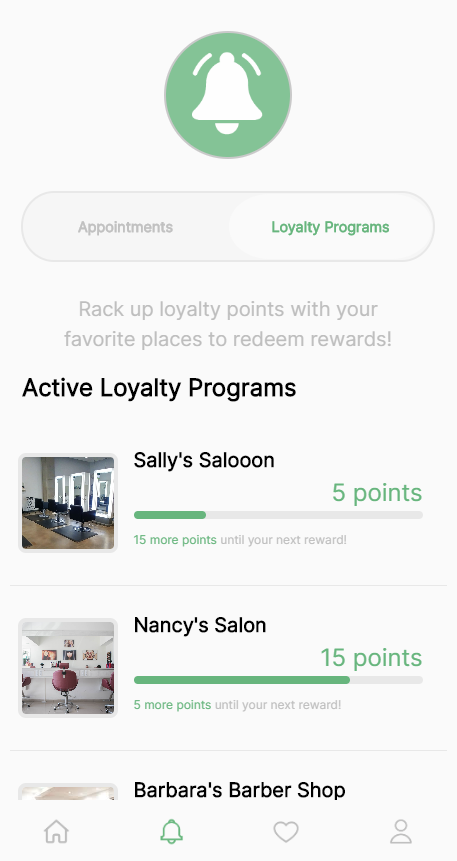 Appointments
Loyalty Programs
Rack up loyalty points with your
favorite places to redeem rewards!
Active Loyalty Programs
Sally's Salooon
5 points
15 more points until your next reward!
Nancy's Salon
15 points
5 more points until your next reward!
Barbara's Barber Shop